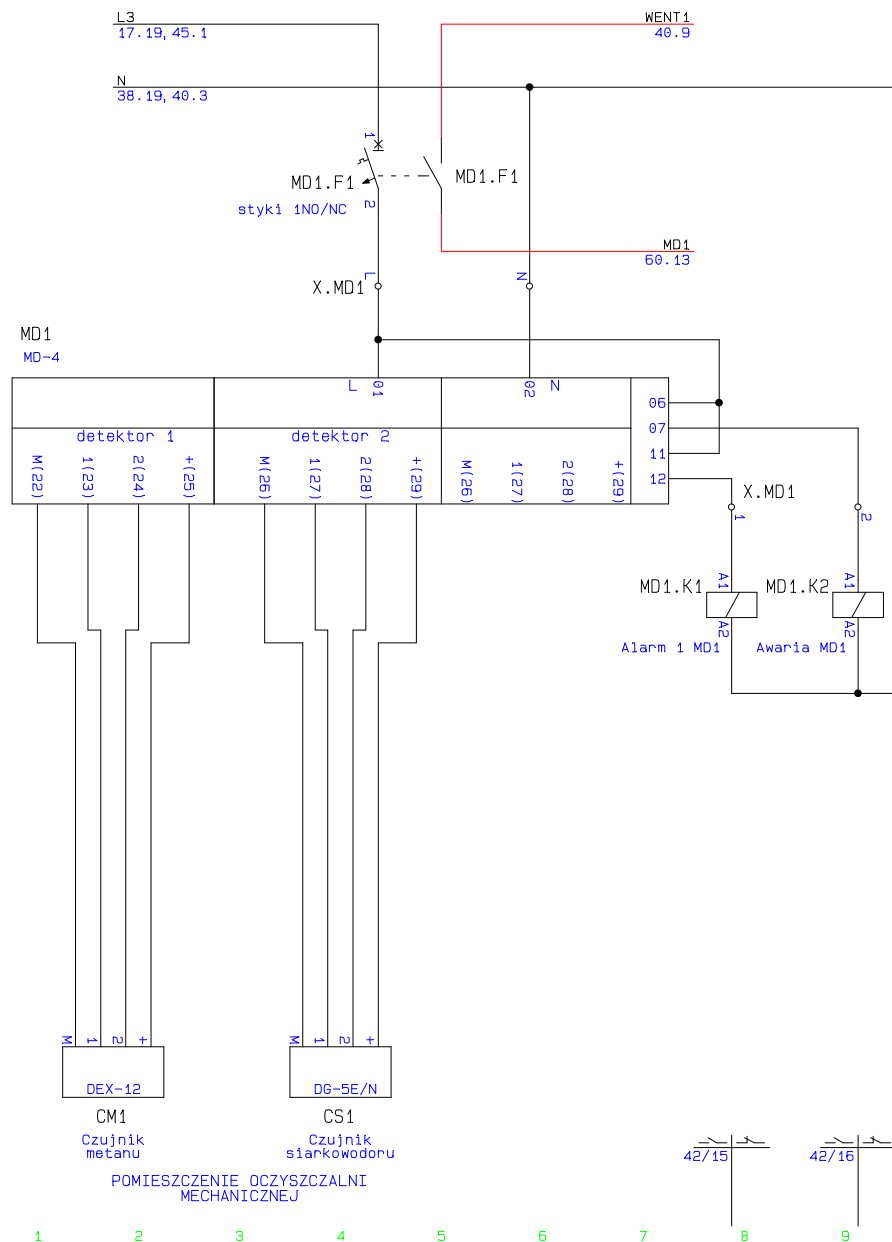 L3
17.19, 45.1
WENT1
40.9
N
38.19, 40.3
1
MD1.F1
2
styki 1NO/NC
MD1.F1
MD1
60.13
X.MD1
L
N
MD1
MD-4
L
01
02
N
06
07
11
12
detektor 1
detektor 2
M(22)
1(23)
2(24)
+(25)
M(26)
1(27)
2(28)
+(29)
M(26)
1(27)
2(28)
+(29)
X.MD1
1
2
MD1.K1
A1
A2
MD1.K2
A1
A2
Alarm 1 MD1
Awaria MD1
M
1
2
+
M
1
2
+
DEX-12
DG-5E/N
CM1
CS1
Czujnik
metanu
Czujnik
siarkowodoru
POMIESZCZENIE OCZYSZCZALNI
MECHANICZNEJ
42/15
42/16
1 2 3 4 5 6 7 8 9